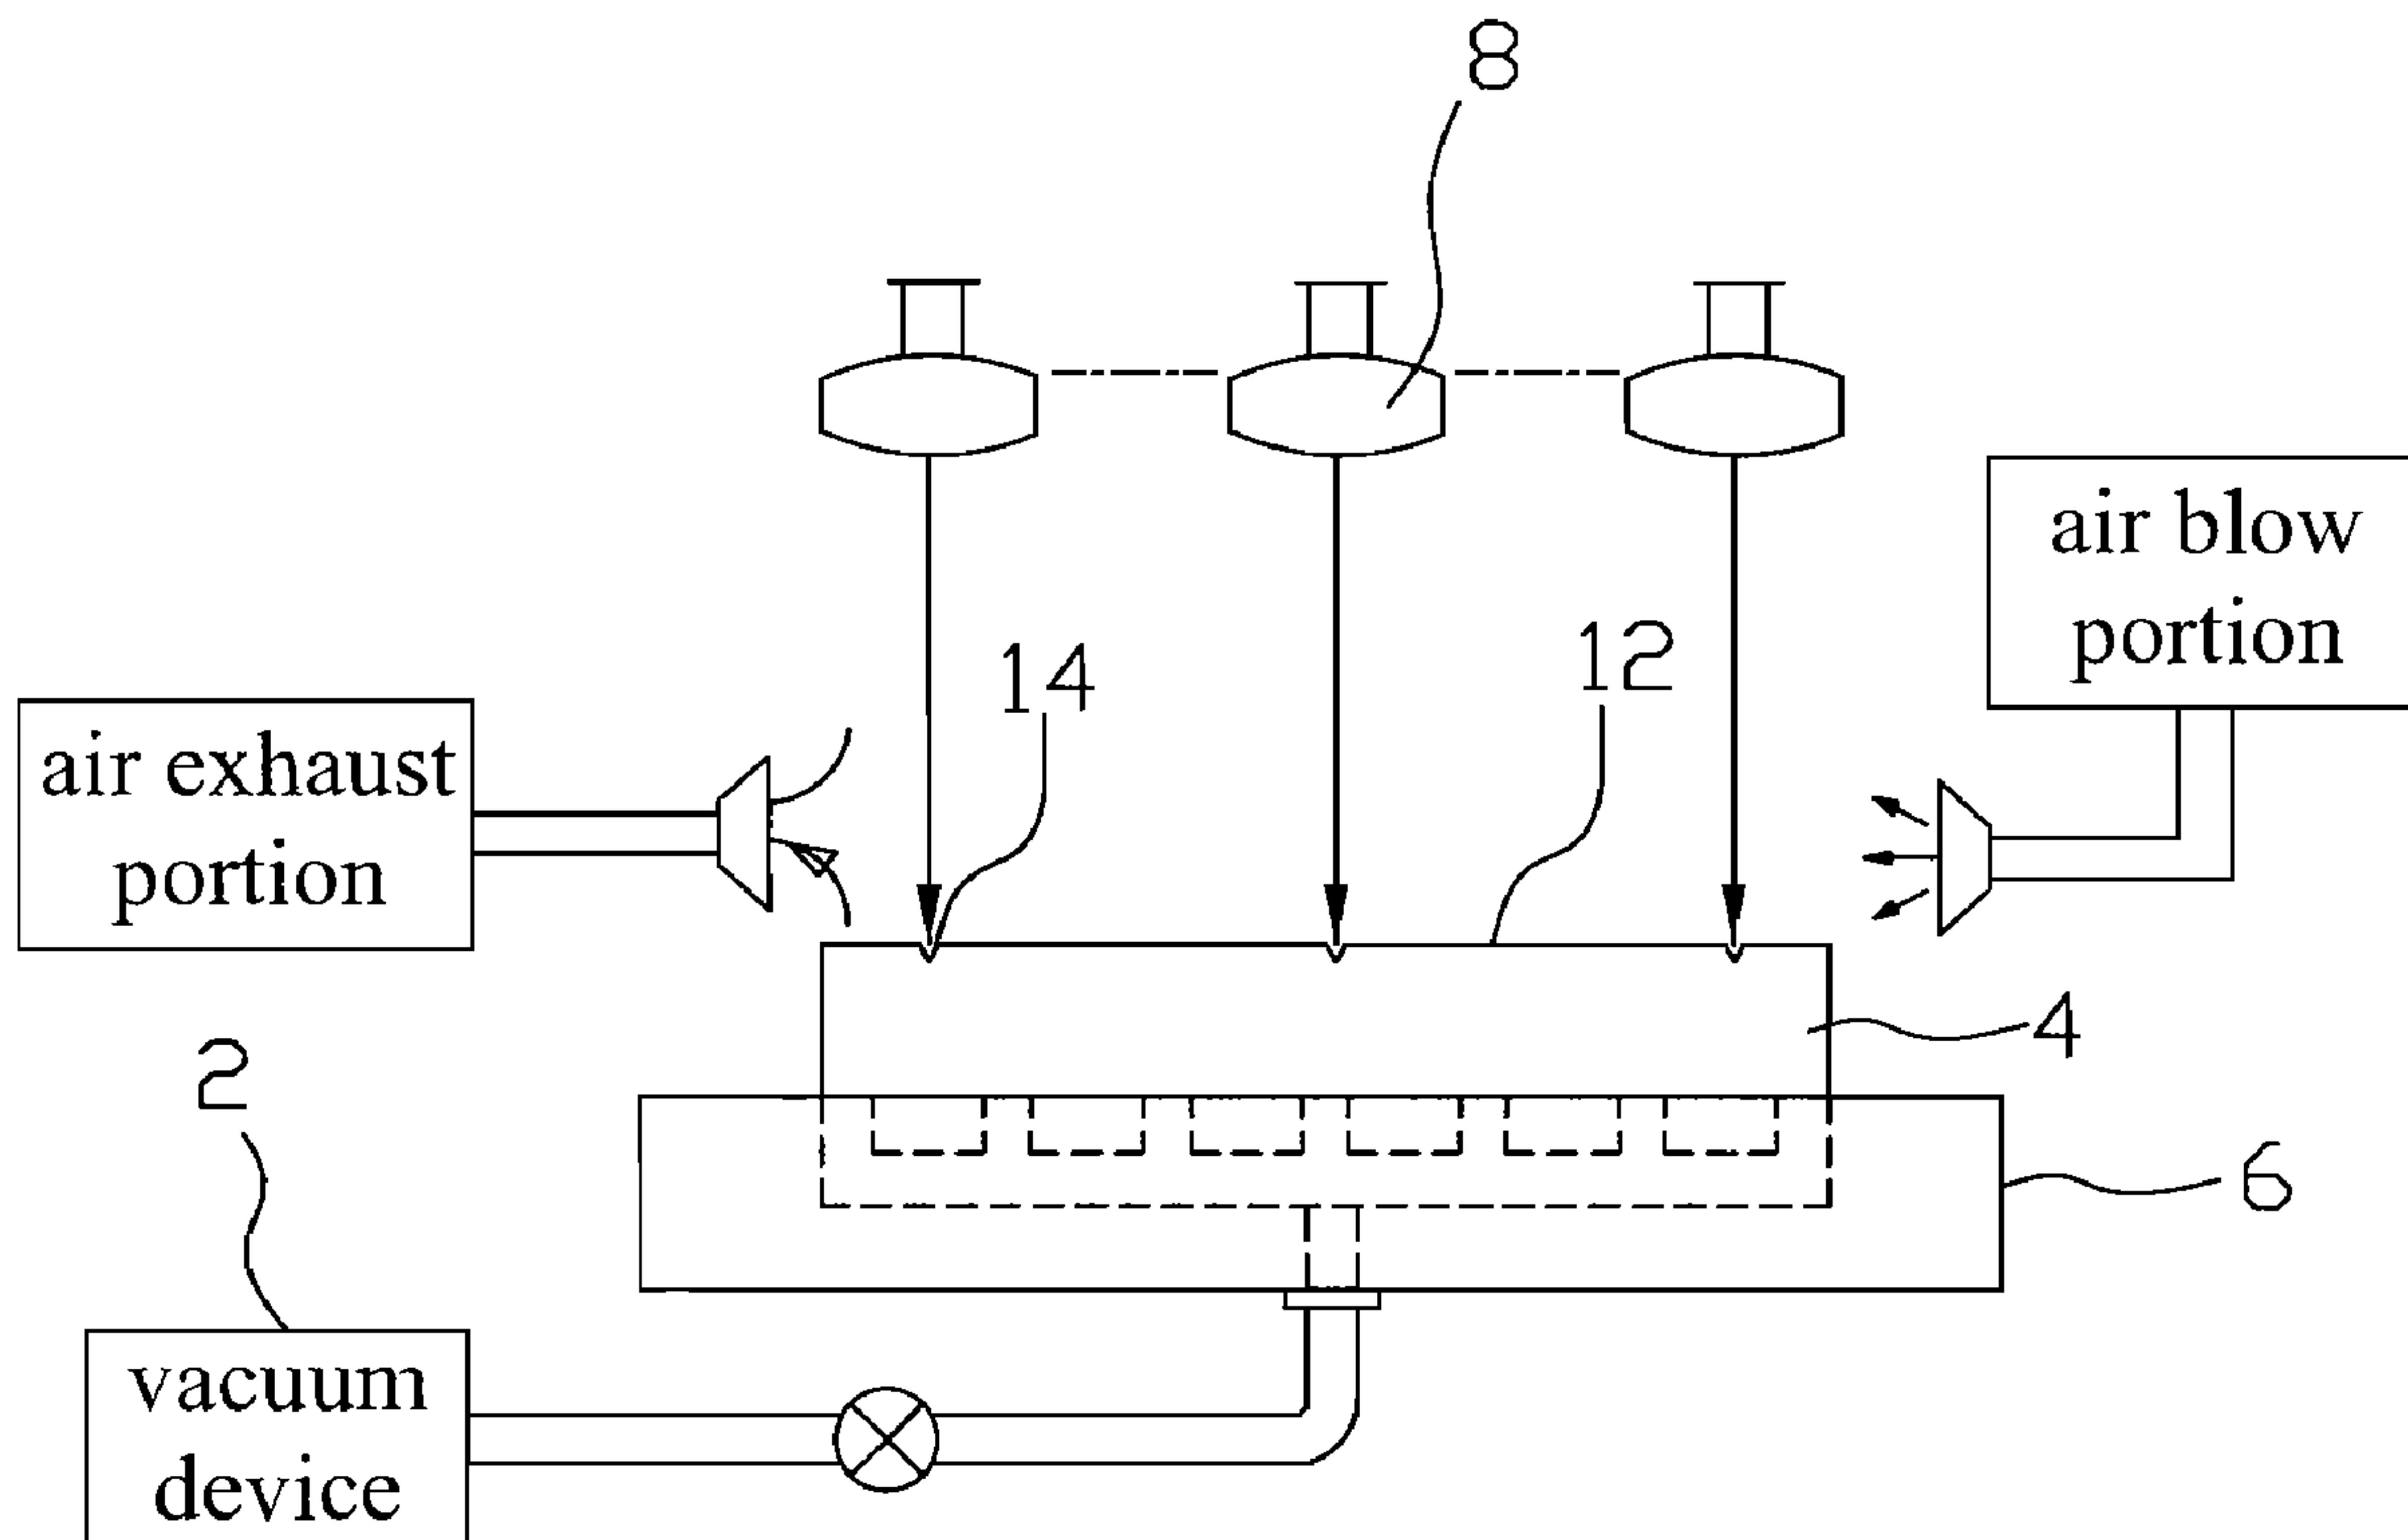 8
air blow
portion
14
12
air exhaust
portion
4
2
6
vacuum
device